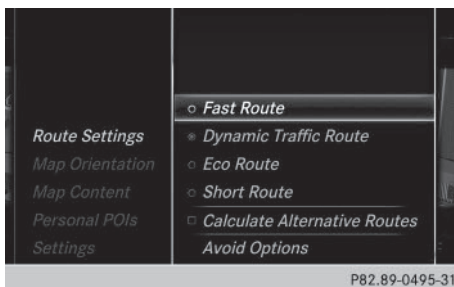 Fast Route
Route Settings
Dynamic Traffic Route
Map Orientation
Eco Route
Map Content
Short Route
Personal POIs
Calculate Alternative Routes
Settings
Avoid Options
P82.89-0495-31